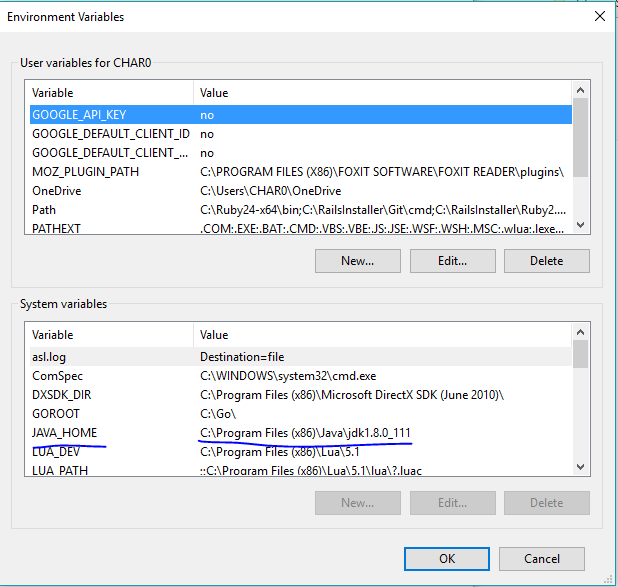 Environment Variables
User variables for CHAR0
Variable Value
GOOGLE_API_KEY no
GOOGLE_DEFAULT_CLIENT_ID no
GOOGLE_DEFAULT_CLIENT_... no
MOZ_PLUGIN_PATH C:\PROGRAM FILES (X86)\FOXIT SOFTWARE\FOXIT READER\plugins\
OneDrive C:\Users\CHAR0\OneDrive
Path C:\Ruby24-x64\bin;C:\RailsInstaller\Git\cmd;C:\RailsInstaller\Ruby2....
PATHEXT .COM;.EXE;.BAT;.CMD;.VBS;.VBE;.JS;.JSE;.WSF;.WSH;.MSC;.wlua;.lexe...
New... Edit... Delete
System variables
Variable Value
asl.log Destination=file
ComSpec C:\WINDOWS\system32\cmd.exe
DXSDK_DIR C:\Program Files (x86)\Microsoft DirectX SDK (June 2010)\
GOROOT C:\Go\
JAVA_HOME C:\Program Files (x86)\Java\jdk1.8.0_111
LUA_DEV C:\Program Files (x86)\Lua\5.1
LUA_PATH ;;C:\Program Files (x86)\Lua\5.1\lua\?.luac
New... Edit... Delete
OK Cancel